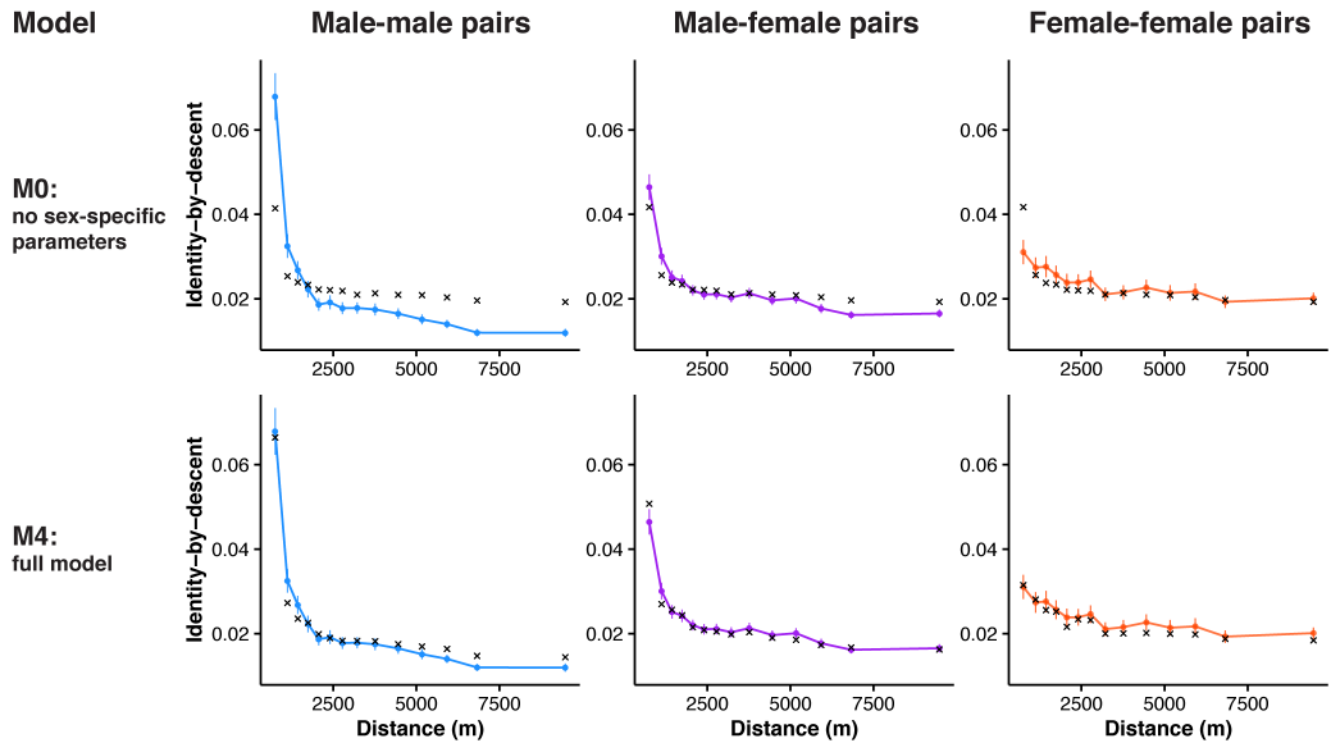 Model Male-male pairs Male-female pairs Female-female pairs
M0:
no sex-specific
parameters
Identity-by-descent
0.06
0.04
0.02
2500 5000 7500
0.06
0.04
0.02
2500 5000 7500
0.06
0.04
0.02
2500 5000 7500
M4:
full model
Identity-by-descent
0.06
0.04
0.02
2500 5000 7500
Distance (m)
0.06
0.04
0.02
2500 5000 7500
Distance (m)
0.06
0.04
0.02
2500 5000 7500
Distance (m)